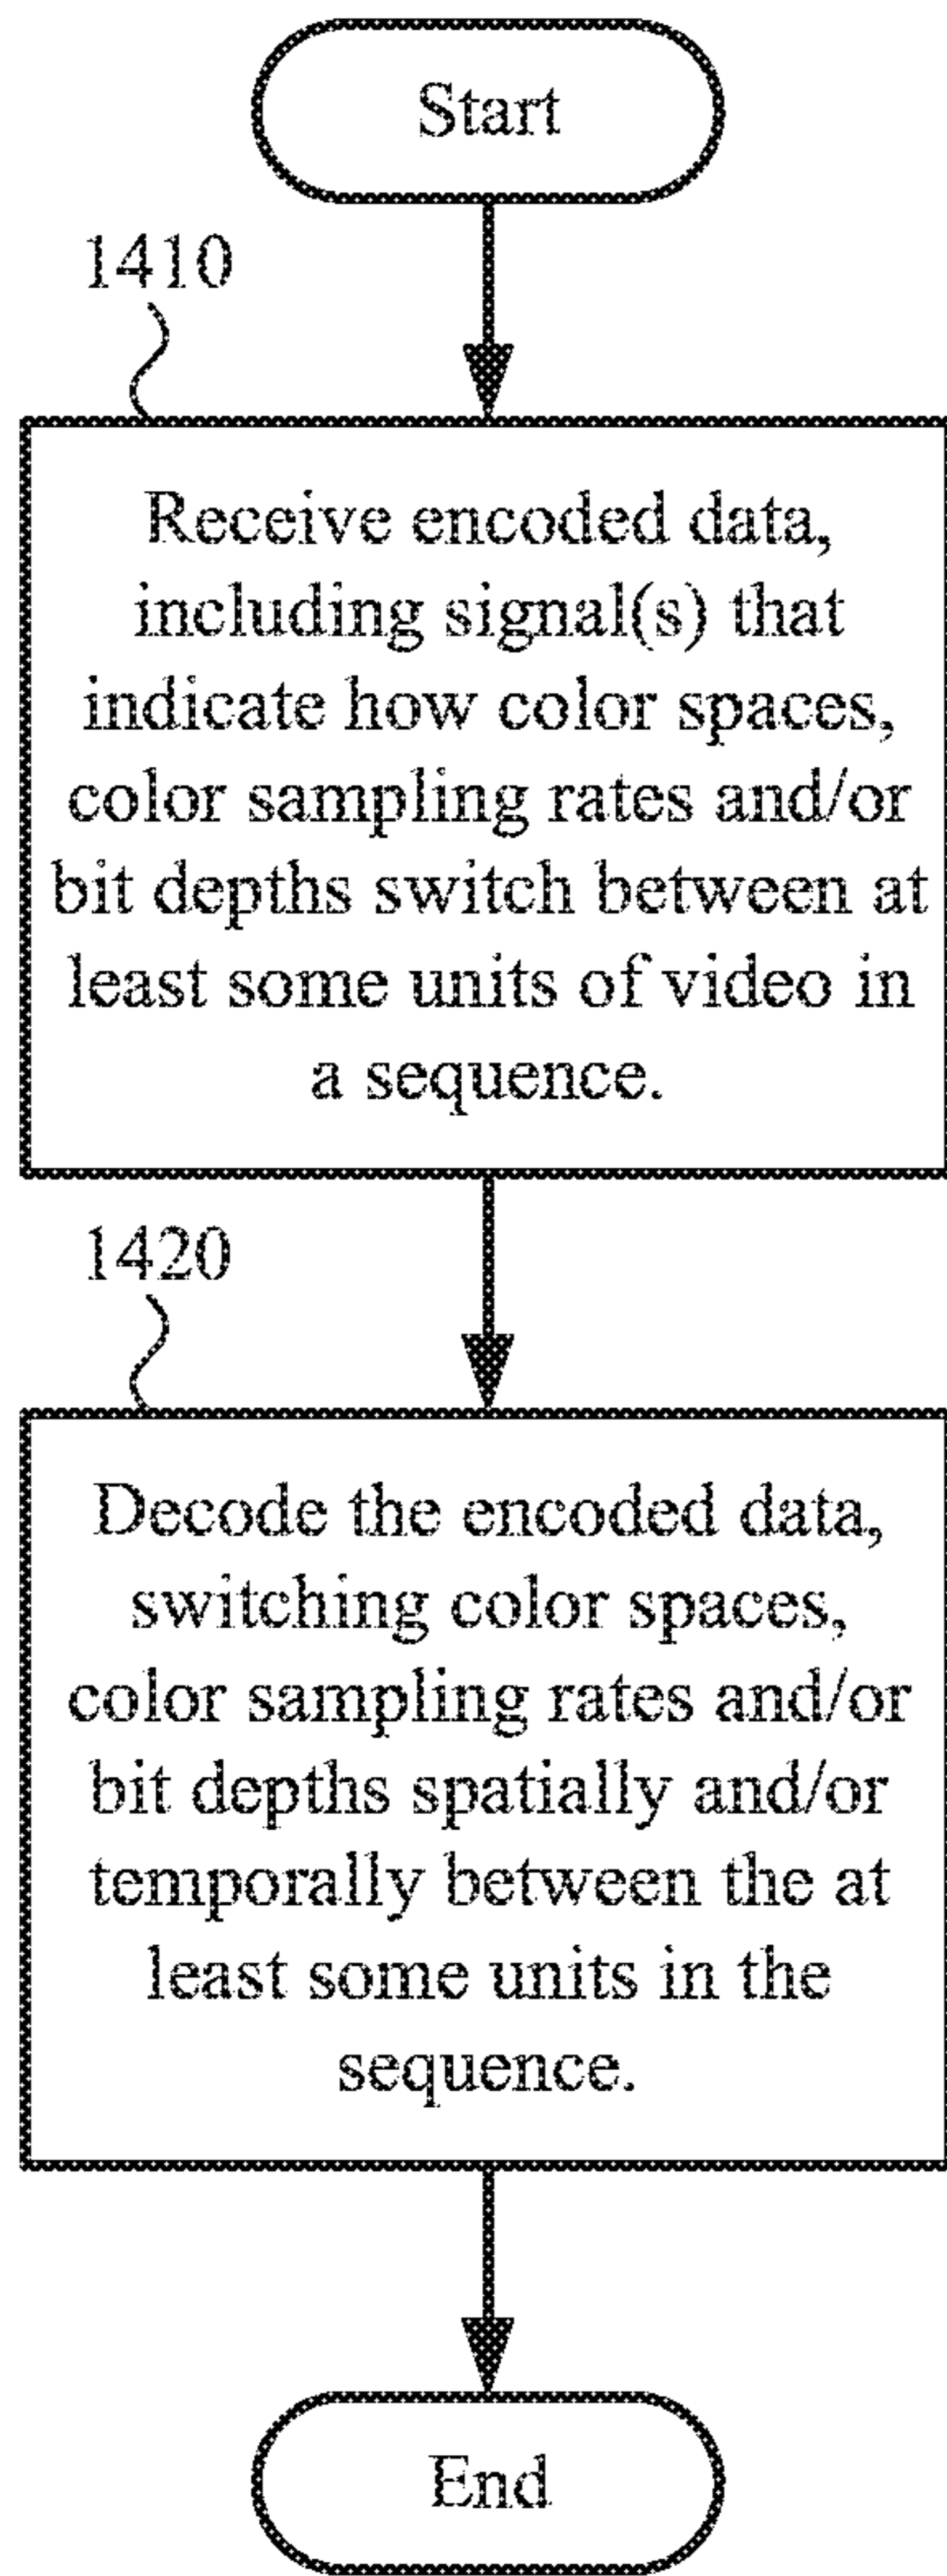 Start
1410
Receive encoded data,
including signal(s) that
indicate how color spaces,
color sampling rates and/or
bit depths switch between at
least some units of video in
a sequence.
1420
Decode the encoded data,
switching color spaces,
color sampling rates and/or
bit depths spatially and/or
temporally between the at
least some units in the
sequence.
End